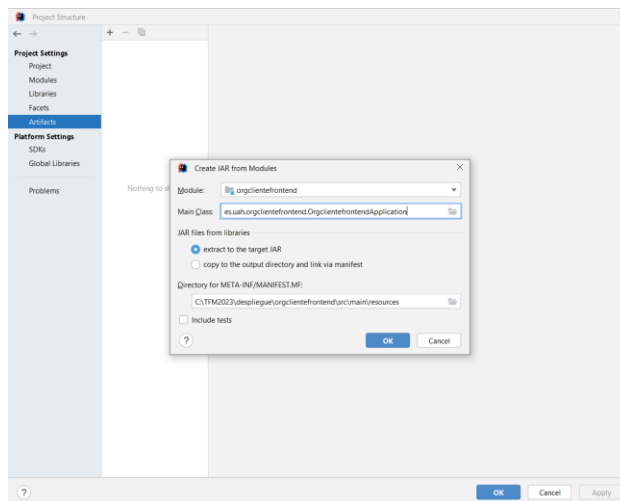 Project Structure
Project Settings
Project
Modules
Libraries
Facets
Artifacts
Platform Settings
SDKs
Global Libraries
Problems
Nothing to
Create JAR from Modules
Module: orgclientefrontend
Main Class: es.uah.orgclientefrontend.OrgclientefrontendApplication
JAR files from libraries
extract to the target JAR
copy to the output directory and link via manifest
Directory for META-INF/MANIFEST.MF:
C:\TFM2023\despliegue\orgclientefrontend\src\main\resources
Include tests
? OK Cancel
? OK Cancel Apply